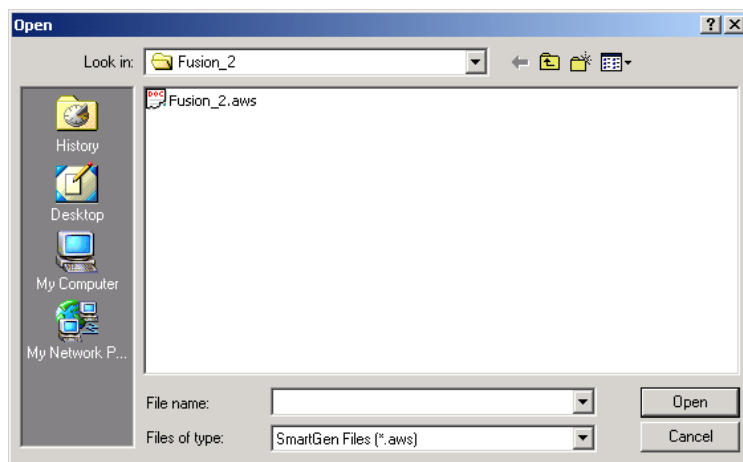 Open
Look in: Fusion_2
DOC Fusion_2.aws
History
Desktop
My Computer
My Network P...
File name:
Open
Files of type: SmartGen Files (*.aws)
Cancel